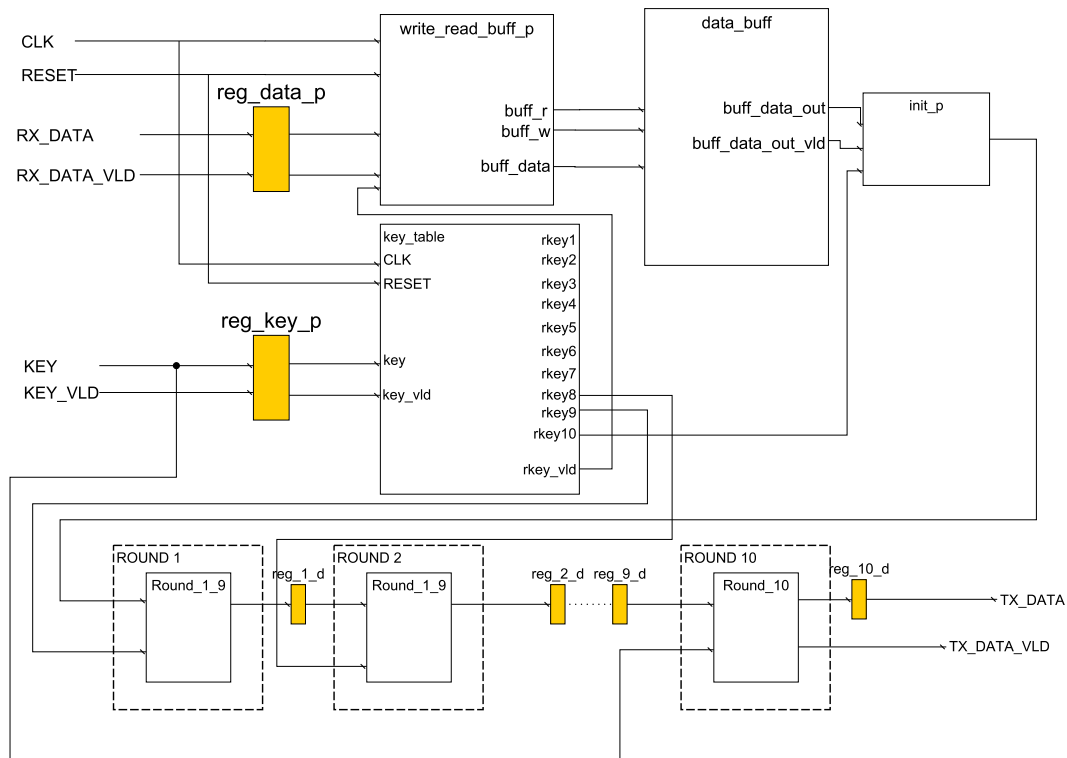 CLK
RESET
RX_DATA
RX_DATA_VLD
reg_data_p
write_read_buff_p
buff_r
buff_w
buff_data
data_buff
buff_data_out
buff_data_out_vld
init_p
KEY
KEY_VLD
reg_key_p
key_table
CLK
RESET
key
key_vld
rkey1
rkey2
rkey3
rkey4
rkey5
rkey6
rkey7
rkey8
rkey9
rkey10
rkey_vld
ROUND 1
Round_1_9
reg_1_d
ROUND 2
Round_1_9
reg_2_d
reg_9_d
ROUND 10
Round_10
reg_10_d
TX_DATA
TX_DATA_VLD